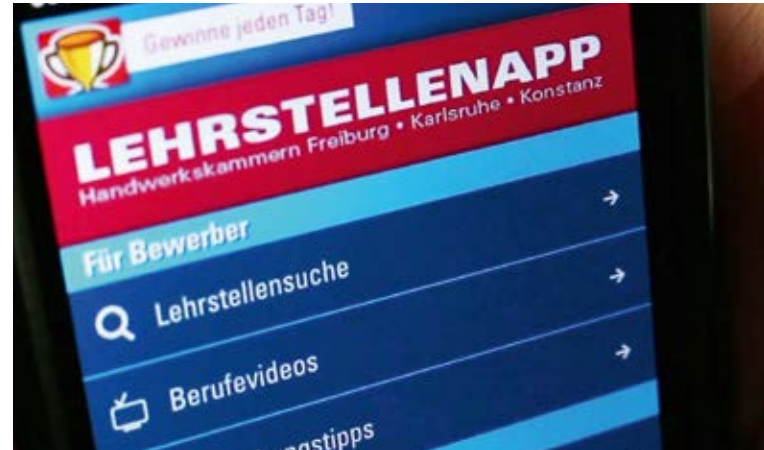 Gewinne jeden Tag!
LEHRSTELLENAPP
Handwerkskammern Freiburg • Karlsruhe • Konstanz
Für Bewerber
Lehrstellensuche
Berufevideos